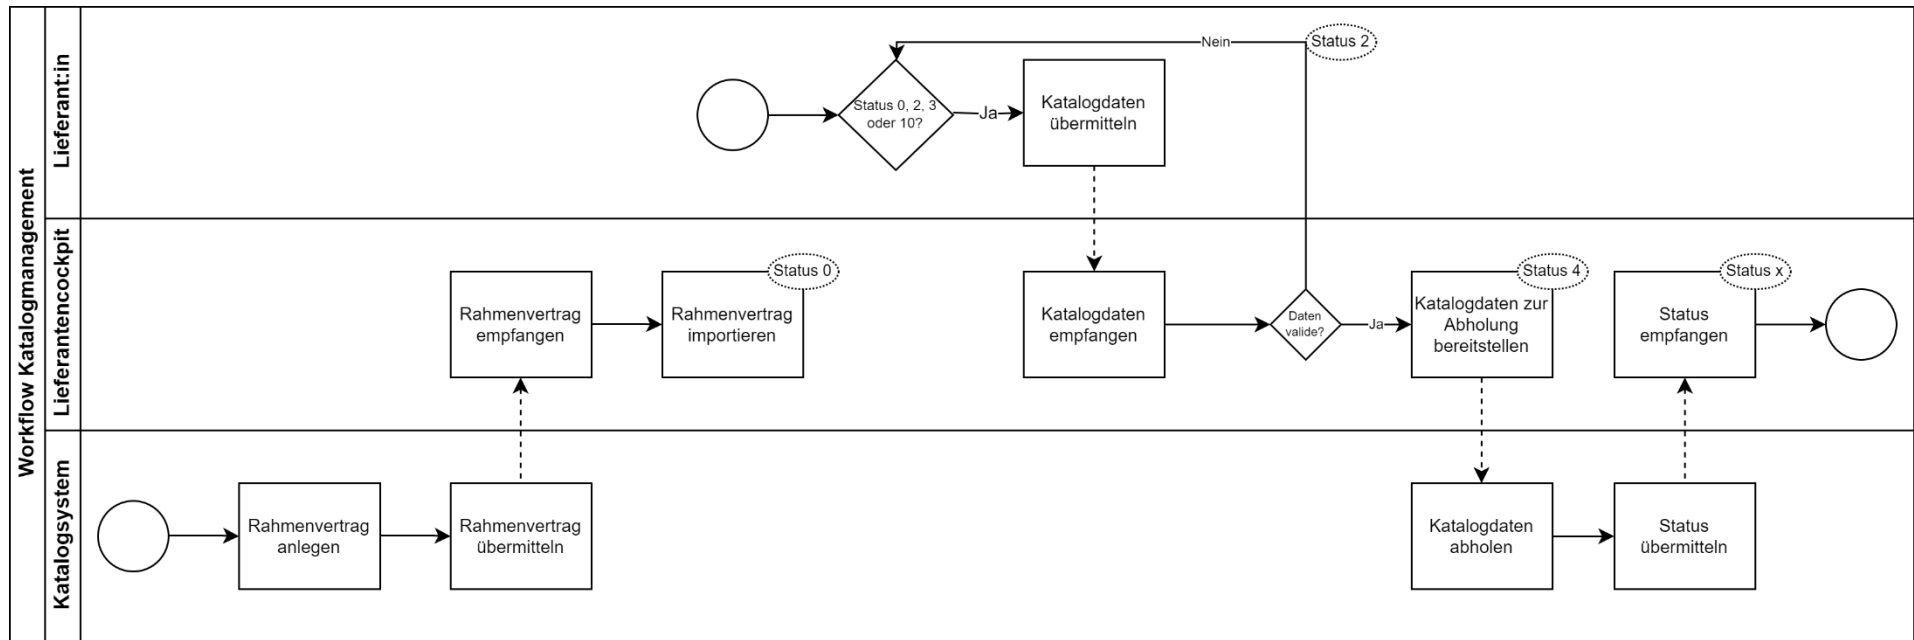 Workflow Katalogmanagement
Lieferant:in
Status 0, 2, 3
oder 10?
Ja
Katalogdaten
übermitteln
Nein
Status 2
Lieferantencockpit
Rahmenvertrag
empfangen
Status 0
Rahmenvertrag
importieren
Katalogdaten
empfangen
Daten
valide?
Ja
Status 4
Katalogdaten zur
Abholung
bereitstellen
Status x
Status
empfangen
Katalogsystem
Rahmenvertrag
anlegen
Rahmenvertrag
übermitteln
Katalogdaten
abholen
Status
übermitteln